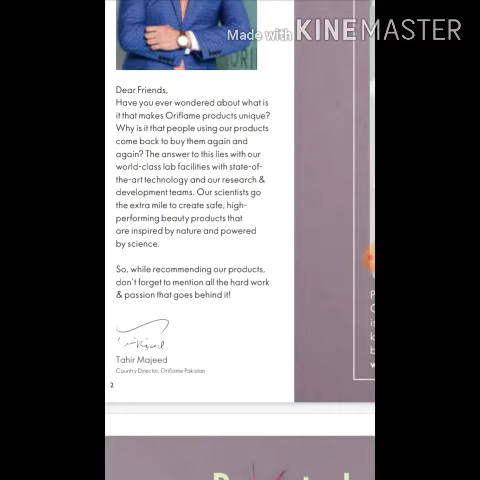 Made with KINEMASTER
Dear Friends,
Have you ever wondered about what is
it that makes Oriflame products unique?
Why is it that people using our products
come back to buy them again and
again? The answer to this lies with our
world-class lab facilities with state-of-
the-art technology and our research &
development teams. Our scientists go
the extra mile to create safe, high-
performing beauty products that
are inspired by nature and powered
by science.
So, while recommending our products,
don't forget to mention all the hard work
& passion that goes behind it!
Tahir Majeed
Country Director, Oriflame Pakistan
2